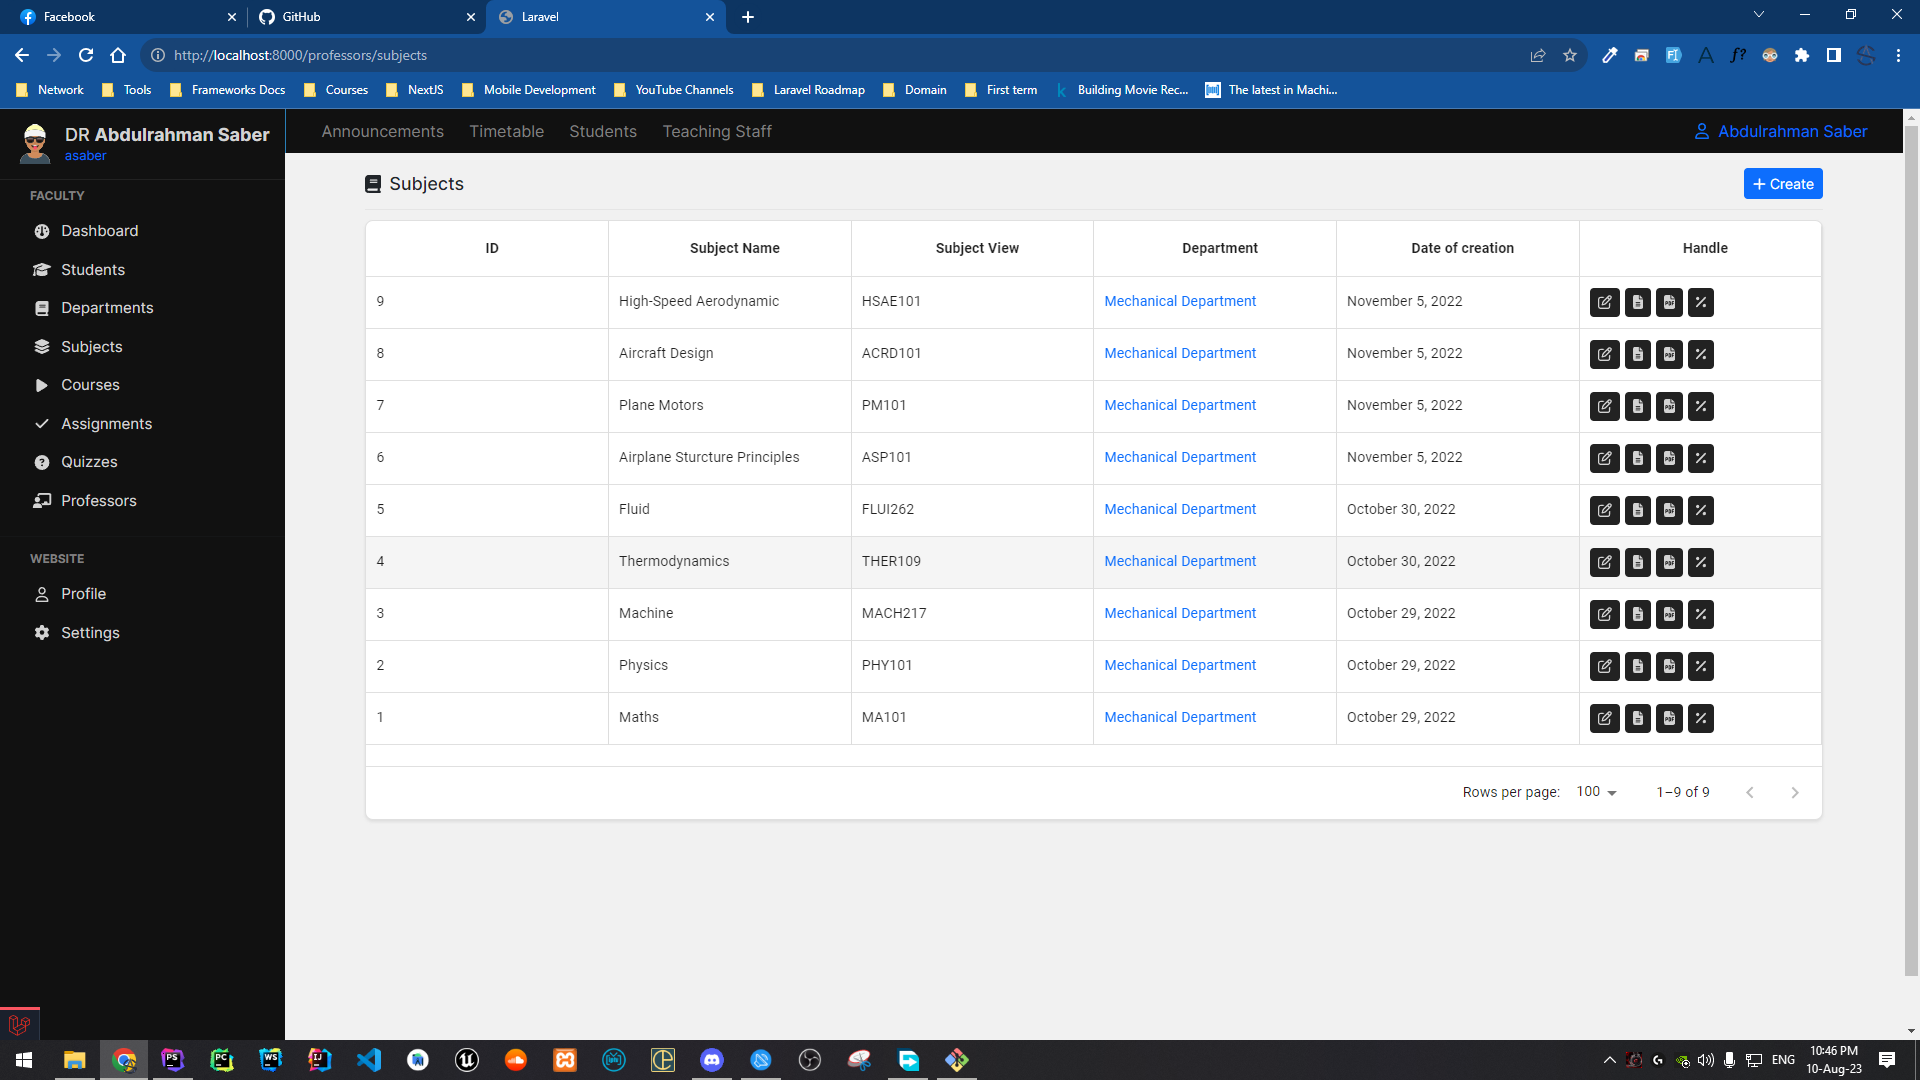 Facebook
GitHub
Laravel
http://localhost:8000/professors/subjects
Network
Tools
Frameworks Docs
Courses
NextJS
Mobile Development
YouTube Channels
Laravel Roadmap
Domain
First term
Building Movie Rec...
The latest in Machi...
DR Abdulrahman Saber
asaber
Announcements
Timetable
Students
Teaching Staff
Abdulrahman Saber
FACULTY
Dashboard
Students
Departments
Subjects
Courses
Assignments
Quizzes
Professors
WEBSITE
Profile
Settings
Subjects
+ Create
ID Subject Name Subject View Department Date of creation Handle
9 High-Speed Aerodynamic HSAE101 Mechanical Department November 5, 2022
8 Aircraft Design ACRD101 Mechanical Department November 5, 2022
7 Plane Motors PM101 Mechanical Department November 5, 2022
6 Airplane Sturcture Principles ASP101 Mechanical Department November 5, 2022
5 Fluid FLUI262 Mechanical Department October 30, 2022
4 Thermodynamics THER109 Mechanical Department October 30, 2022
3 Machine MACH217 Mechanical Department October 29, 2022
2 Physics PHY101 Mechanical Department October 29, 2022
1 Maths MA101 Mechanical Department October 29, 2022
Rows per page: 100 1–9 of 9
ENG
10:46 PM
10-Aug-23